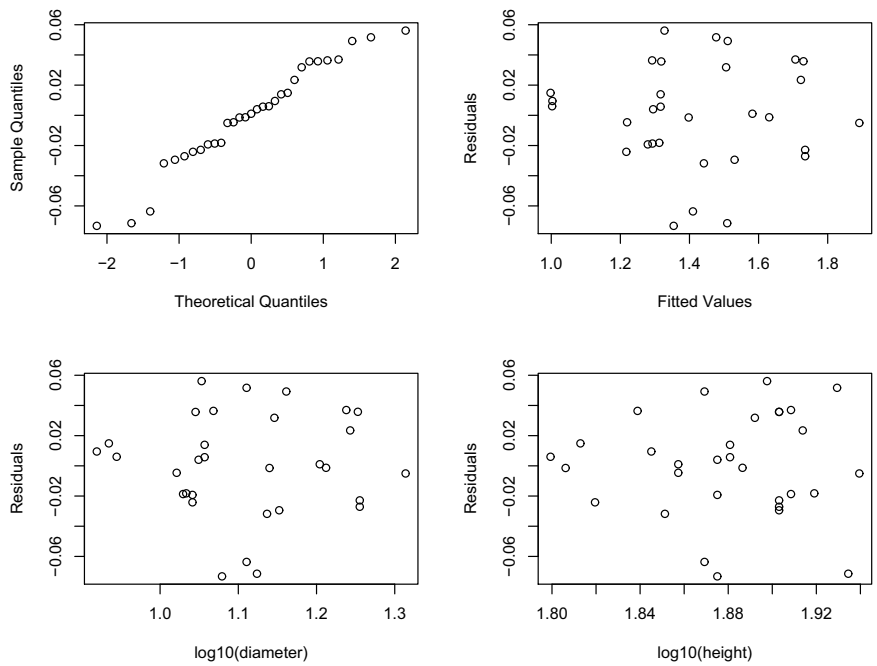 Sample Quantiles
−0.06 −0.02 0.02 0.06
−2 −1 0 1 2
Theoretical Quantiles
Residuals
−0.06 −0.02 0.02 0.06
1.0 1.2 1.4 1.6 1.8
Fitted Values
Residuals
−0.06 −0.02 0.02 0.06
1.0 1.1 1.2 1.3
log10(diameter)
Residuals
−0.06 −0.02 0.02 0.06
1.80 1.84 1.88 1.92
log10(height)